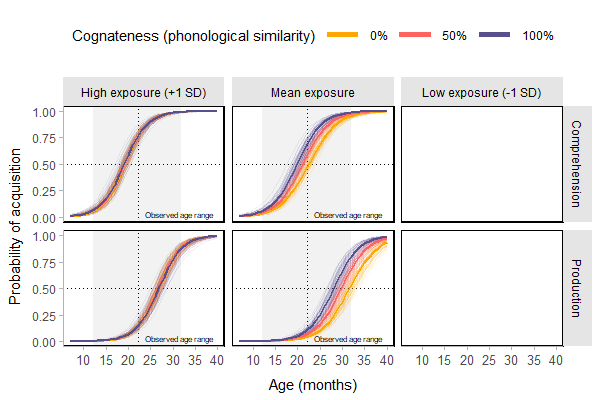 Cognateness (phonological similarity) 0% 50% 100%
High exposure (+1 SD) Mean exposure Low exposure (-1 SD)
Probability of acquisition
1.00
0.75
0.50
0.25
0.00
Observed age range Observed age range
Comprehension
1.00
0.75
0.50
0.25
0.00
Observed age range Observed age range
Production
10 15 20 25 30 35 40 10 15 20 25 30 35 40 10 15 20 25 30 35 40
Age (months)